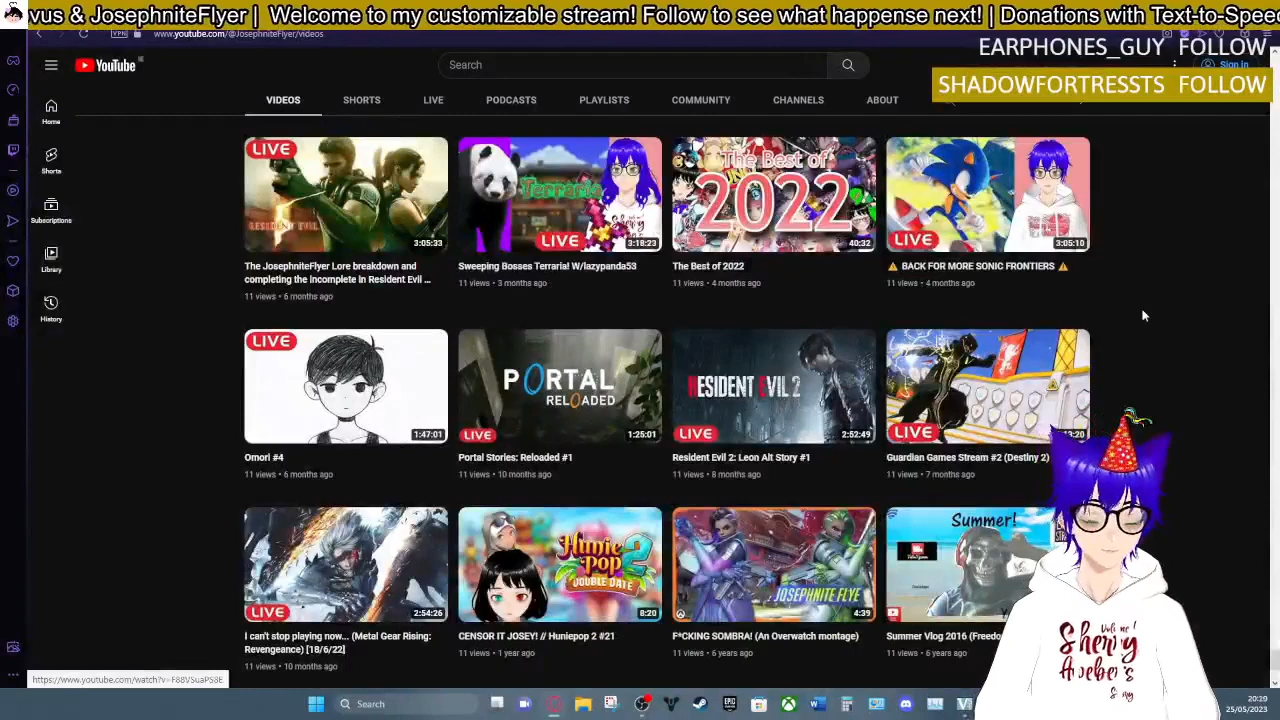 vus & JosephniteFlyer | Welcome to my customizable stream! Follow to see what happense next! | Donations with Text-to-Speec
VPN www.youtube.com/@JosephniteFlyer/videos
EARPHONES_GUY FOLLOW
YouTube
Search
Sign in
SHADOWFORTRESSTS FOLLOW
VIDEOS SHORTS LIVE PODCASTS PLAYLISTS COMMUNITY CHANNELS ABOUT
Home
Shorts
Subscriptions
Library
History
LIVE
RESIDENT EVIL
3:05:33
Terraria
LIVE
3:18:23
The Best of
2022
40:32
LIVE
3:05:10
The JosephniteFlyer Lore breakdown and
completing the incomplete in Resident Evil ...
11 views • 6 months ago
Sweeping Bosses Terraria! W/lazypanda53
11 views • 3 months ago
The Best of 2022
11 views • 4 months ago
⚠ BACK FOR MORE SONIC FRONTIERS ⚠
11 views • 4 months ago
LIVE
1:47:01
PORTAL
RELOADED
LIVE
1:25:01
RESIDENT EVIL 2
LIVE
2:52:49
LIVE
13:20
Omori #4
11 views • 6 months ago
Portal Stories: Reloaded #1
11 views • 10 months ago
Resident Evil 2: Leon Alt Story #1
11 views • 8 months ago
Guardian Games Stream #2 (Destiny 2)
11 views • 7 months ago
LIVE
2:54:26
Hunie
POP 2
DOUBLE DATE
8:20
JOSEPHNITE FLYE
4:39
Summer!
I can't stop playing now... (Metal Gear Rising:
Revengeance) [18/6/22]
11 views • 10 months ago
CENSOR IT JOSEY! // Huniepop 2 #21
11 views • 1 year ago
F*CKING SOMBRA! (An Overwatch montage)
11 views • 6 years ago
Summer Vlog 2016 (Freedo
11 views • 6 years ago
https://www.youtube.com/watch?v=F88VSuaPS8E
Search
EPIC
20:29
25/05/2023